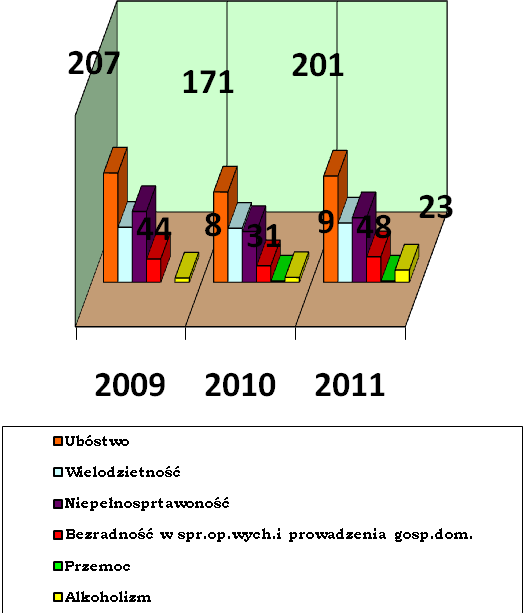 207
171
201
44
8
31
9
48
23
2009
2010
2011
Ubóstwo
Wielodzietność
Niepełnosprtawoność
Bezradność w spr.op.wych.i prowadzenia gosp.dom.
Przemoc
Alkoholizm